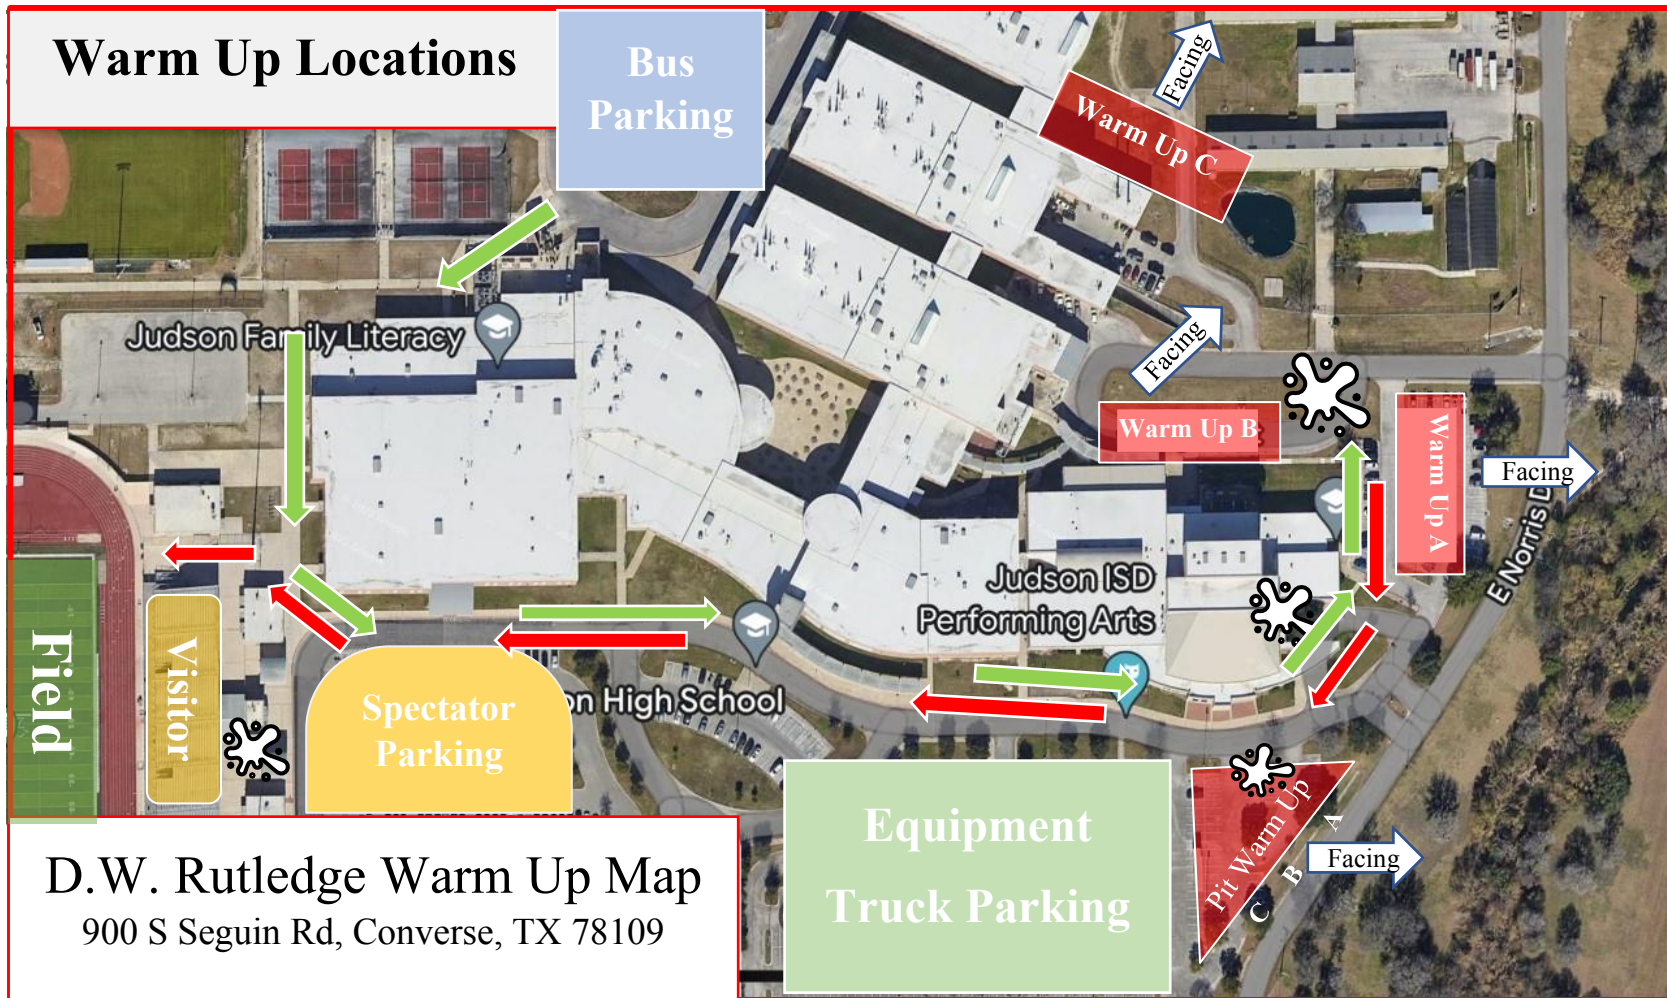 Warm Up Locations
Bus
Parking
Facing
Warm Up C
Judson Family Literacy
Facing
Warm Up B
Warm Up A
Facing
E Norris D
Judson ISD
Performing Arts
Field
Visitor
Spectator
Parking
on High School
Pit Warm Up
A
B
C
Facing
Equipment
Truck Parking
D.W. Rutledge Warm Up Map
900 S Seguin Rd, Converse, TX 78109